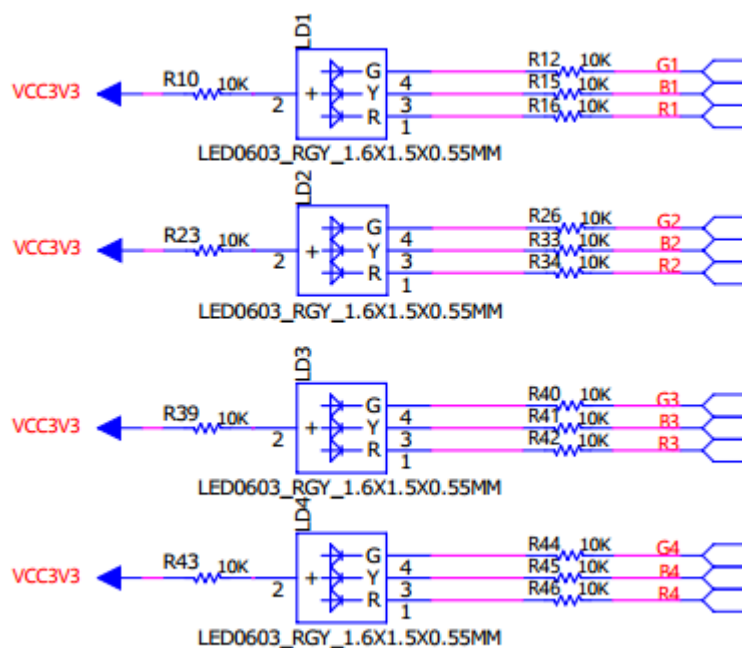 LD1
R10 10K
VCC3V3
2 + G Y R 4 3 1
R12 10K G1
R15 10K B1
R16 10K R1
LED0603_RGY_1.6X1.5X0.55MM
LD2
R23 10K
VCC3V3
2 + G Y R 4 3 1
R26 10K G2
R33 10K B2
R34 10K R2
LED0603_RGY_1.6X1.5X0.55MM
LD3
R39 10K
VCC3V3
2 + G Y R 4 3 1
R40 10K G3
R41 10K B3
R42 10K R3
LED0603_RGY_1.6X1.5X0.55MM
LD4
R43 10K
VCC3V3
2 + G Y R 4 3 1
R44 10K G4
R45 10K B4
R46 10K R4
LED0603_RGY_1.6X1.5X0.55MM